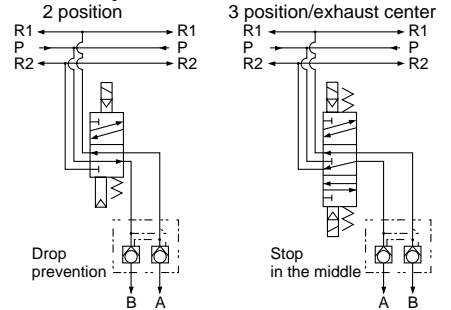 2 position
3 position/exhaust center
R1 R1 R1 R1
P P P P
R2 R2 R2 R2
Drop
prevention
Stop
in the middle
B A A B